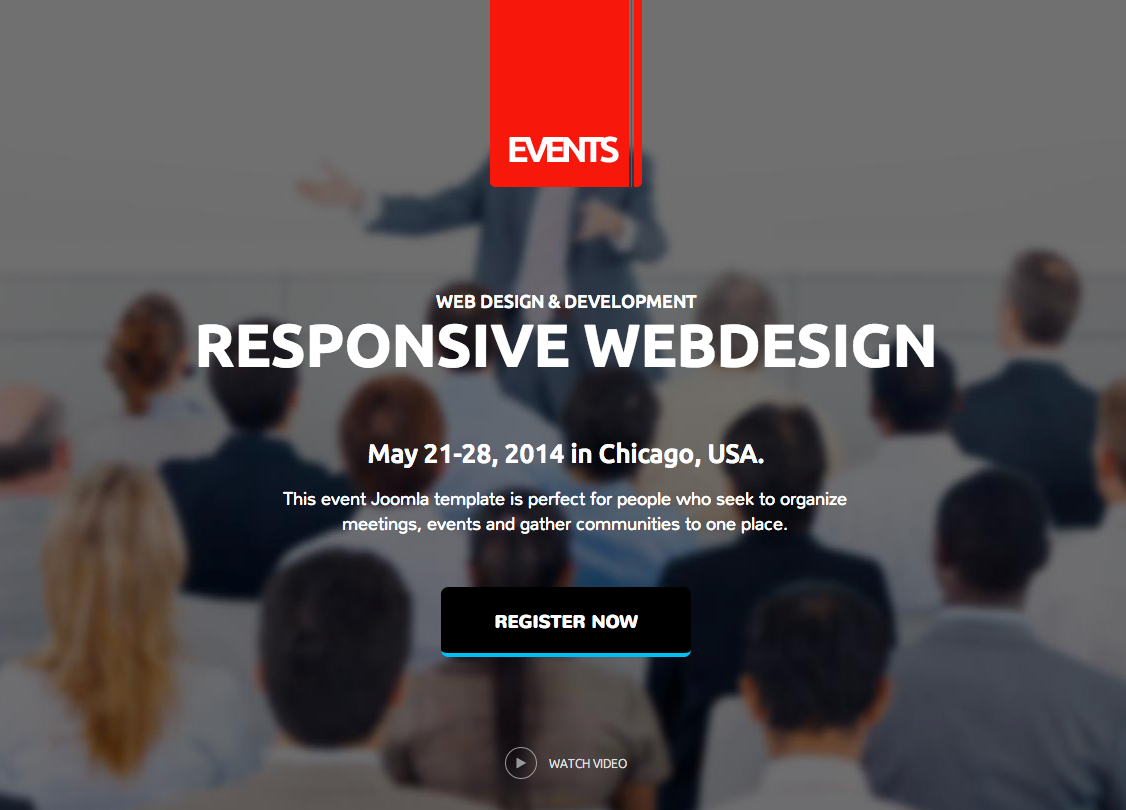 EVENTS
WEB DESIGN & DEVELOPMENT
RESPONSIVE WEBDESIGN
May 21-28, 2014 in Chicago, USA.
This event Joomla template is perfect for people who seek to organize
meetings, events and gather communities to one place.
REGISTER NOW
WATCH VIDEO